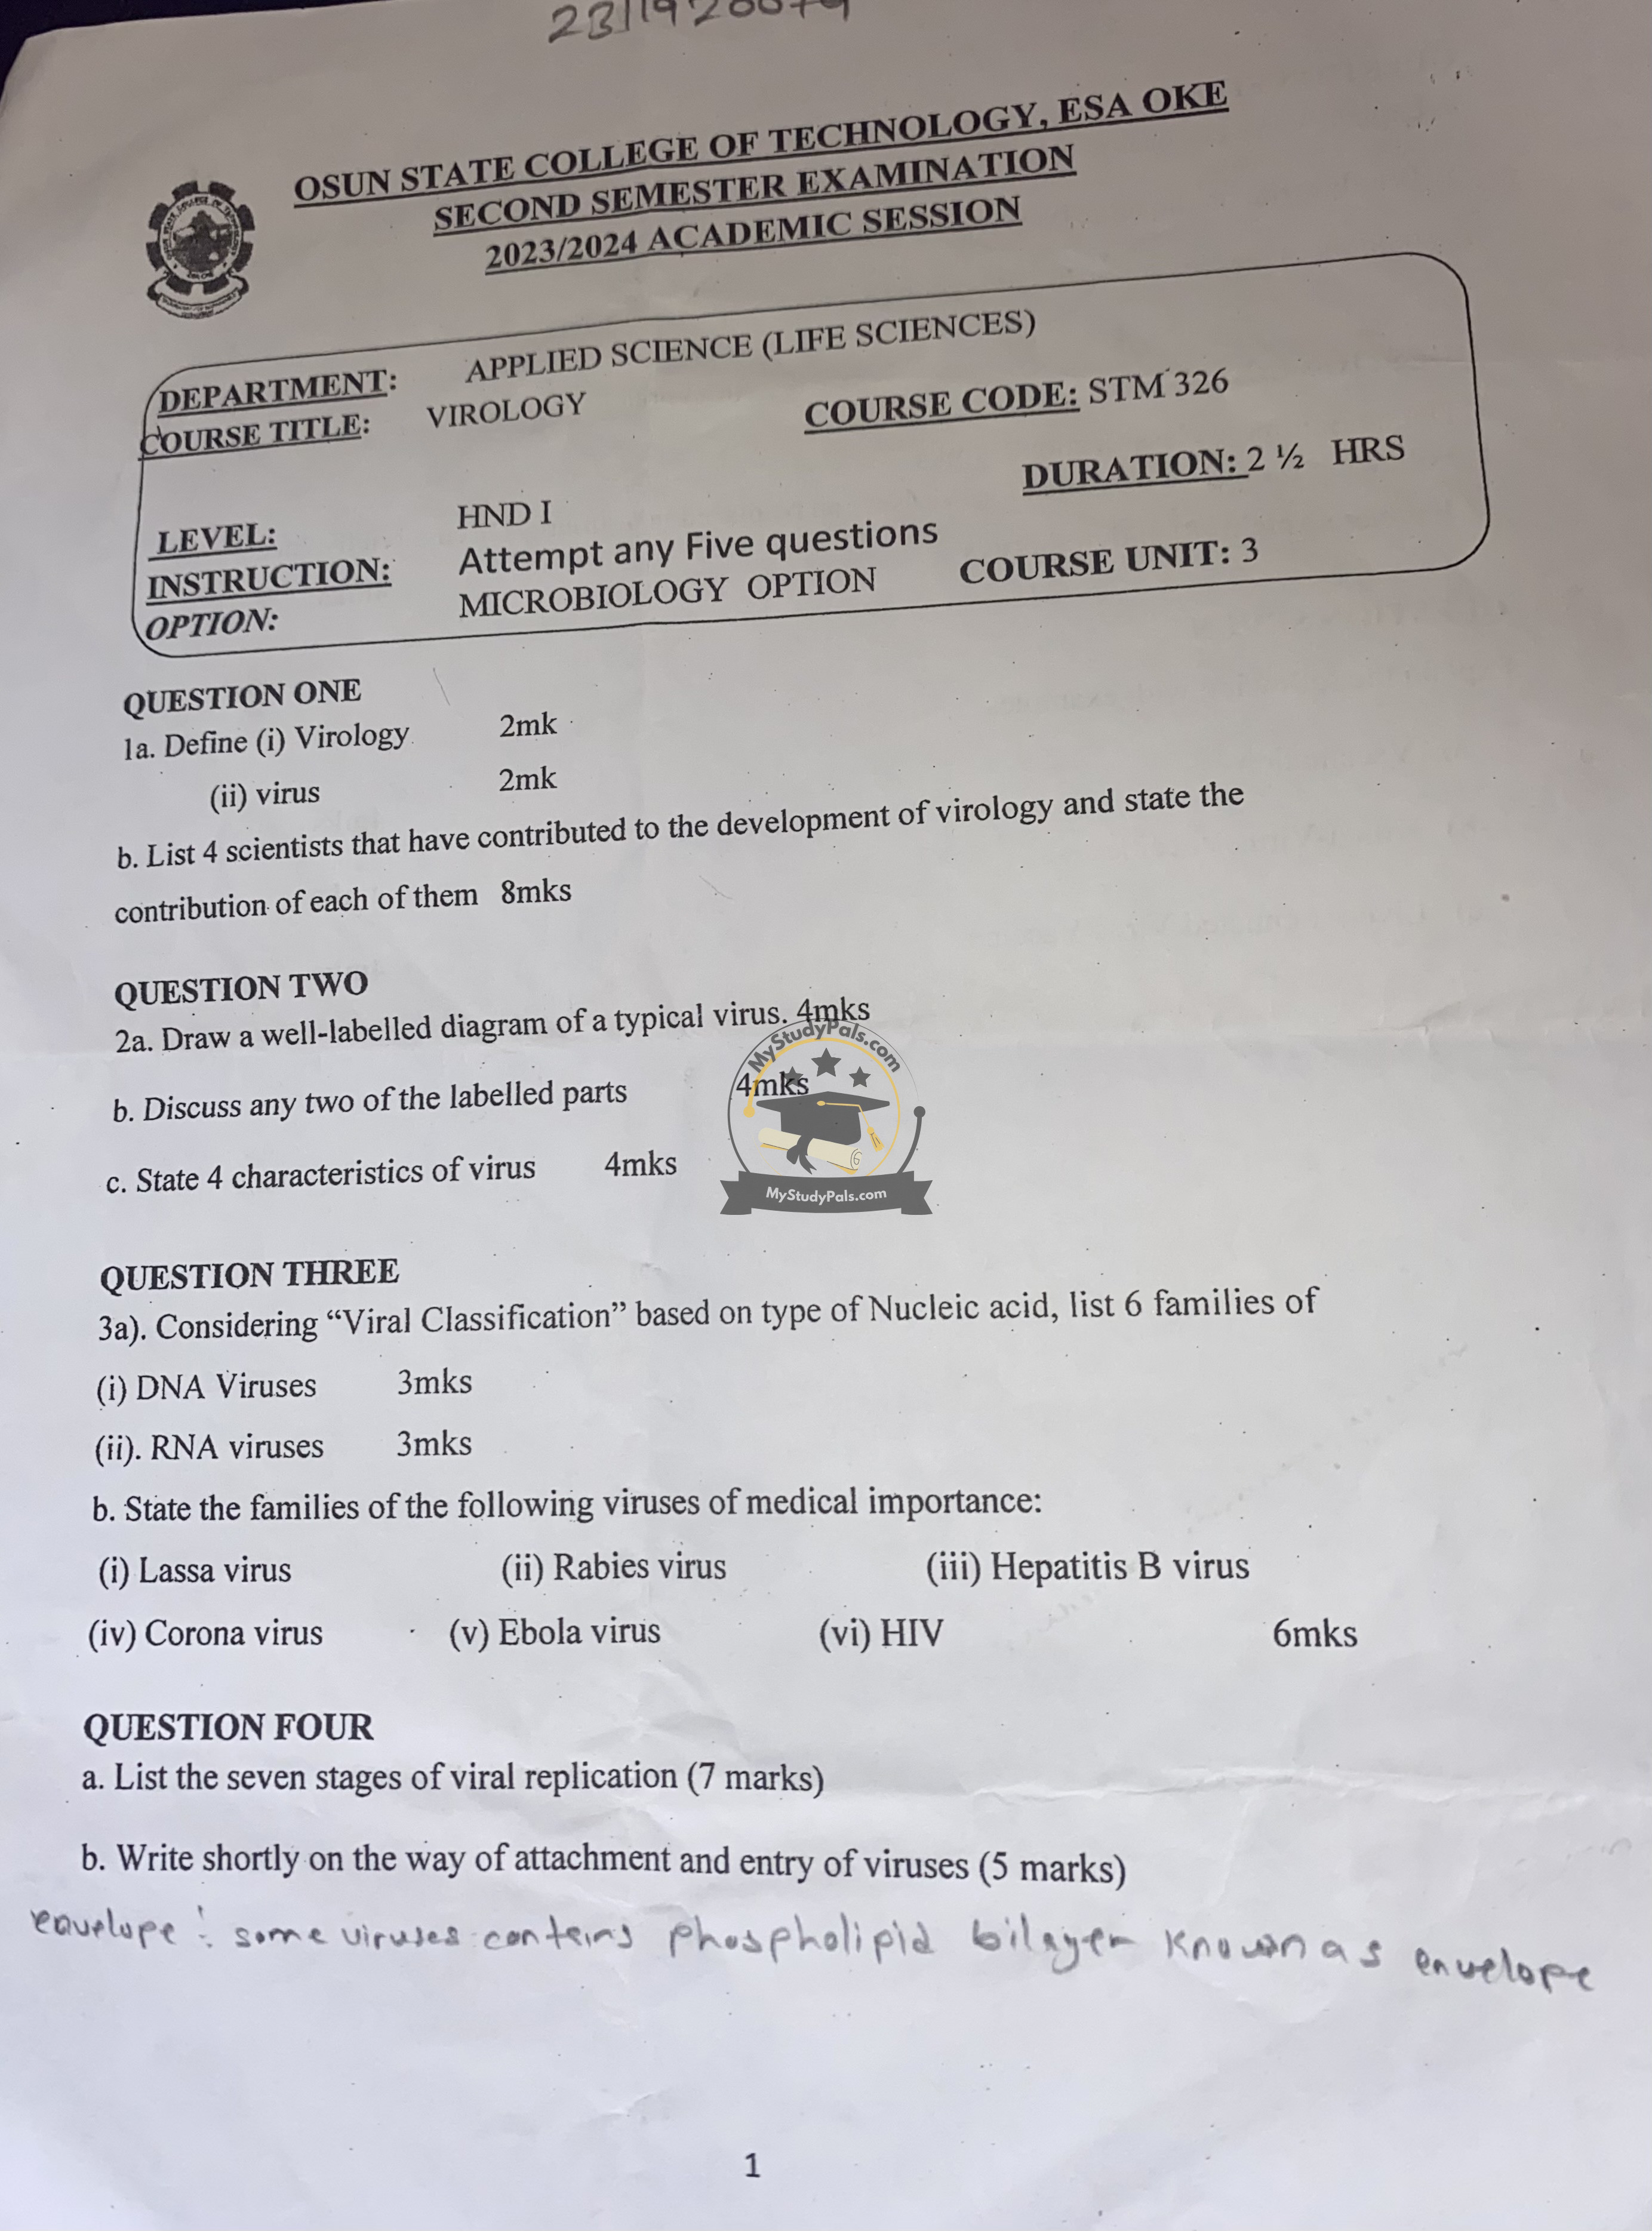 OSUN STATE COLLEGE OF TECHNOLOGY, ESA OKE
SECOND SEMESTER EXAMINATION
2023/2024 ACADEMIC SESSION
DEPARTMENT: APPLIED SCIENCE (LIFE SCIENCES)
COURSE TITLE: VIROLOGY COURSE CODE: STM 326
DURATION: 2 ½ HRS
LEVEL: HND I
INSTRUCTION: Attempt any Five questions
OPTION: MICROBIOLOGY OPTION COURSE UNIT: 3
QUESTION ONE
1a. Define (i) Virology 2mk
(ii) virus 2mk
b. List 4 scientists that have contributed to the development of virology and state the
contribution of each of them 8mks
QUESTION TWO
2a. Draw a well-labelled diagram of a typical virus. 4mks
MyStudyPals.com
b. Discuss any two of the labelled parts 4mks
c. State 4 characteristics of virus 4mks
MyStudyPals.com
QUESTION THREE
3a). Considering “Viral Classification” based on type of Nucleic acid, list 6 families of
(i) DNA Viruses 3mks
(ii). RNA viruses 3mks
b. State the families of the following viruses of medical importance:
(i) Lassa virus (ii) Rabies virus (iii) Hepatitis B virus
(iv) Corona virus (v) Ebola virus (vi) HIV 6mks
QUESTION FOUR
a. List the seven stages of viral replication (7 marks)
b. Write shortly on the way of attachment and entry of viruses (5 marks)
envelope : some viruses contains phospholipid bilayer known as envelope
1